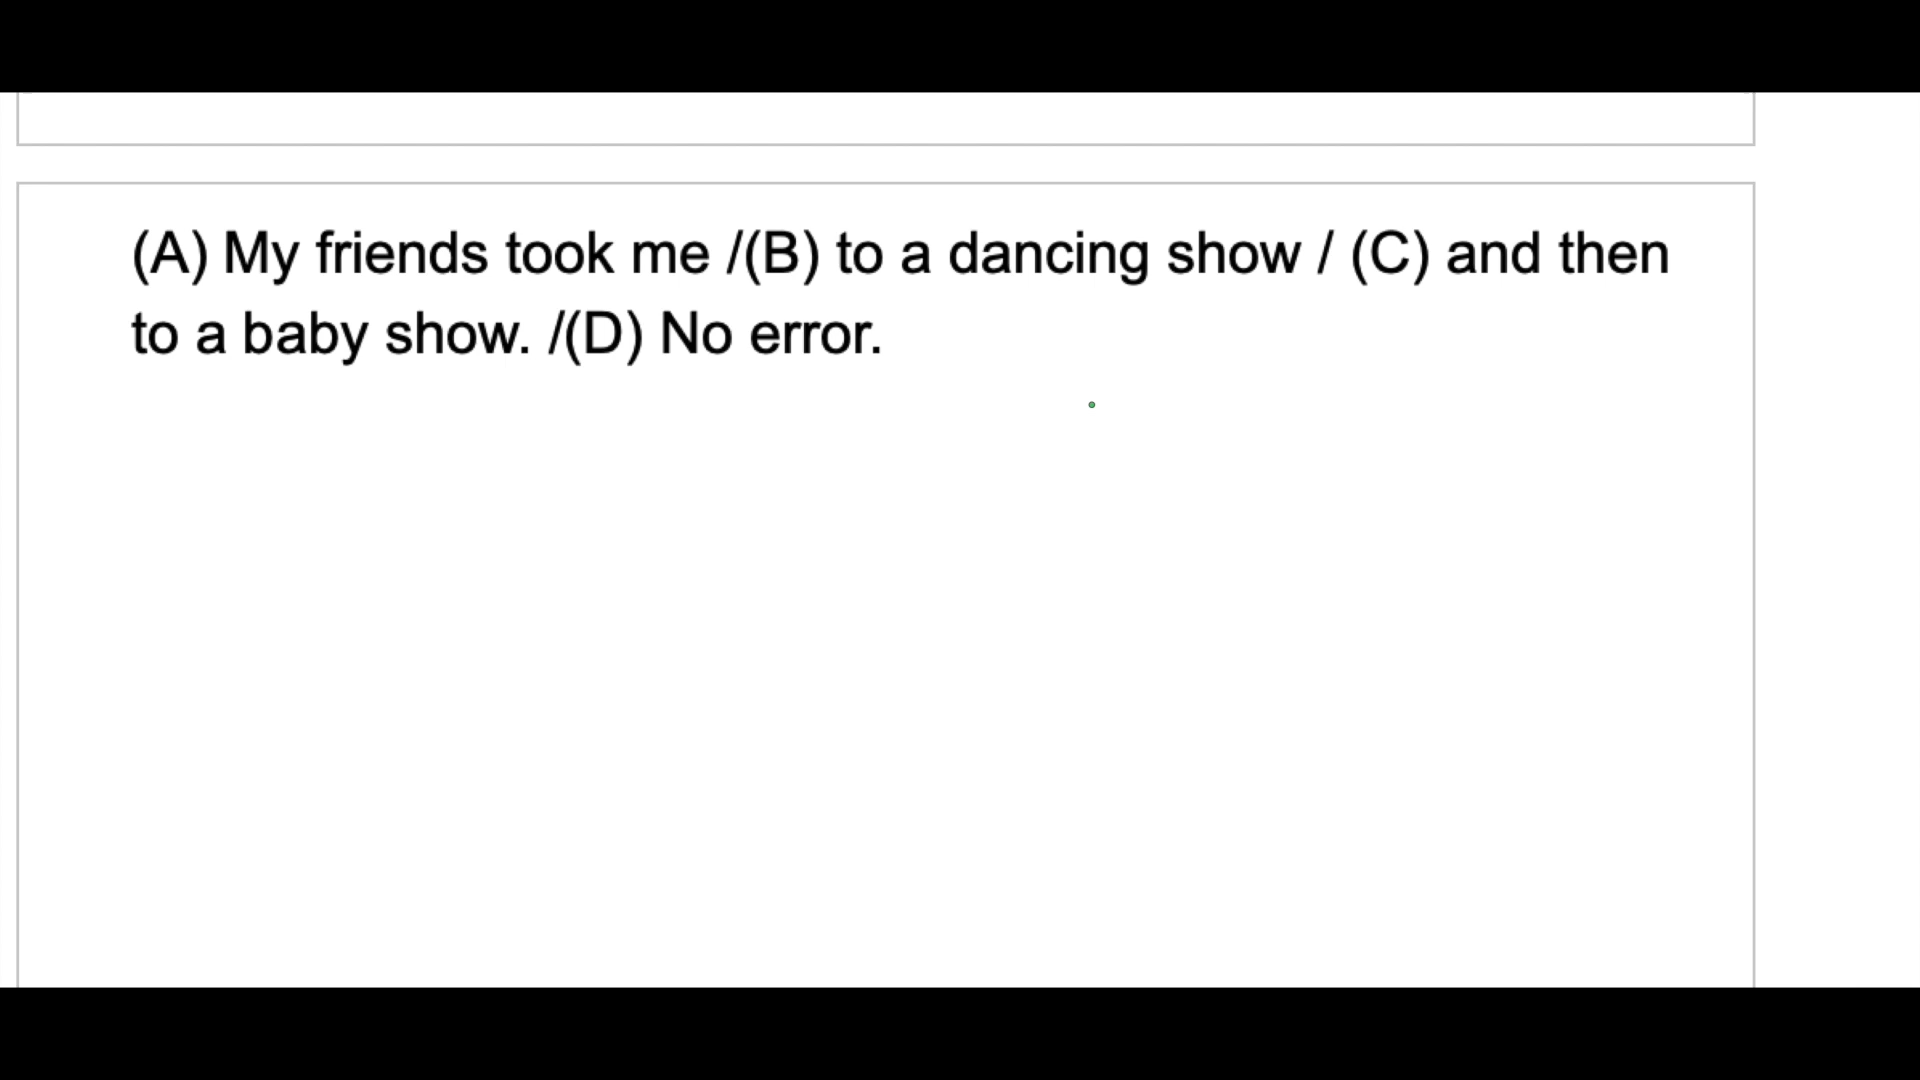 (A) My friends took me /(B) to a dancing show / (C) and then
to a baby show. /(D) No error.